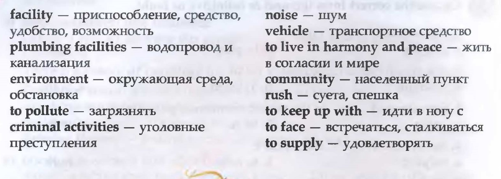 facility — приспособление, средство,
удобство, возможность
plumbing facilities — водопровод и
канализация
environment — окружающая среда,
обстановка
to pollute — загрязнять
criminal activities — уголовные
преступления
noise — шум
vehicle — транспортное средство
to live in harmony and peace — жить
в согласии и мире
community — населенный пункт
rush — суета, спешка
to keep up with — идти в ногу с
to face — встречаться, сталкиваться
to supply — удовлетворять